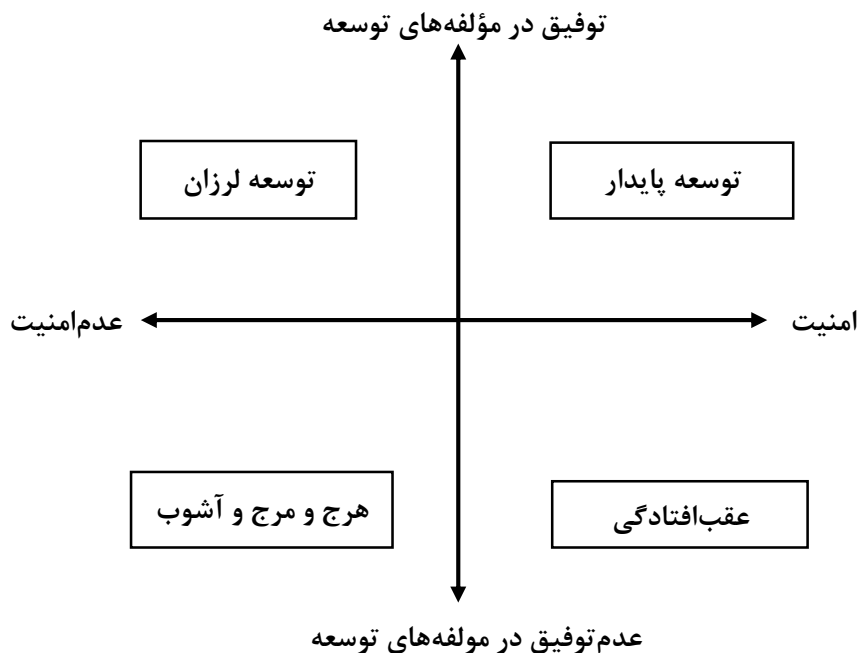 توفیق در مؤلفه‌های توسعه
توسعه پایدار
توسعه لرزان
امنیت
عدم‌امنیت
عقب‌افتادگی
هرج و مرج و آشوب
عدم‌توفیق در مولفه‌های توسعه